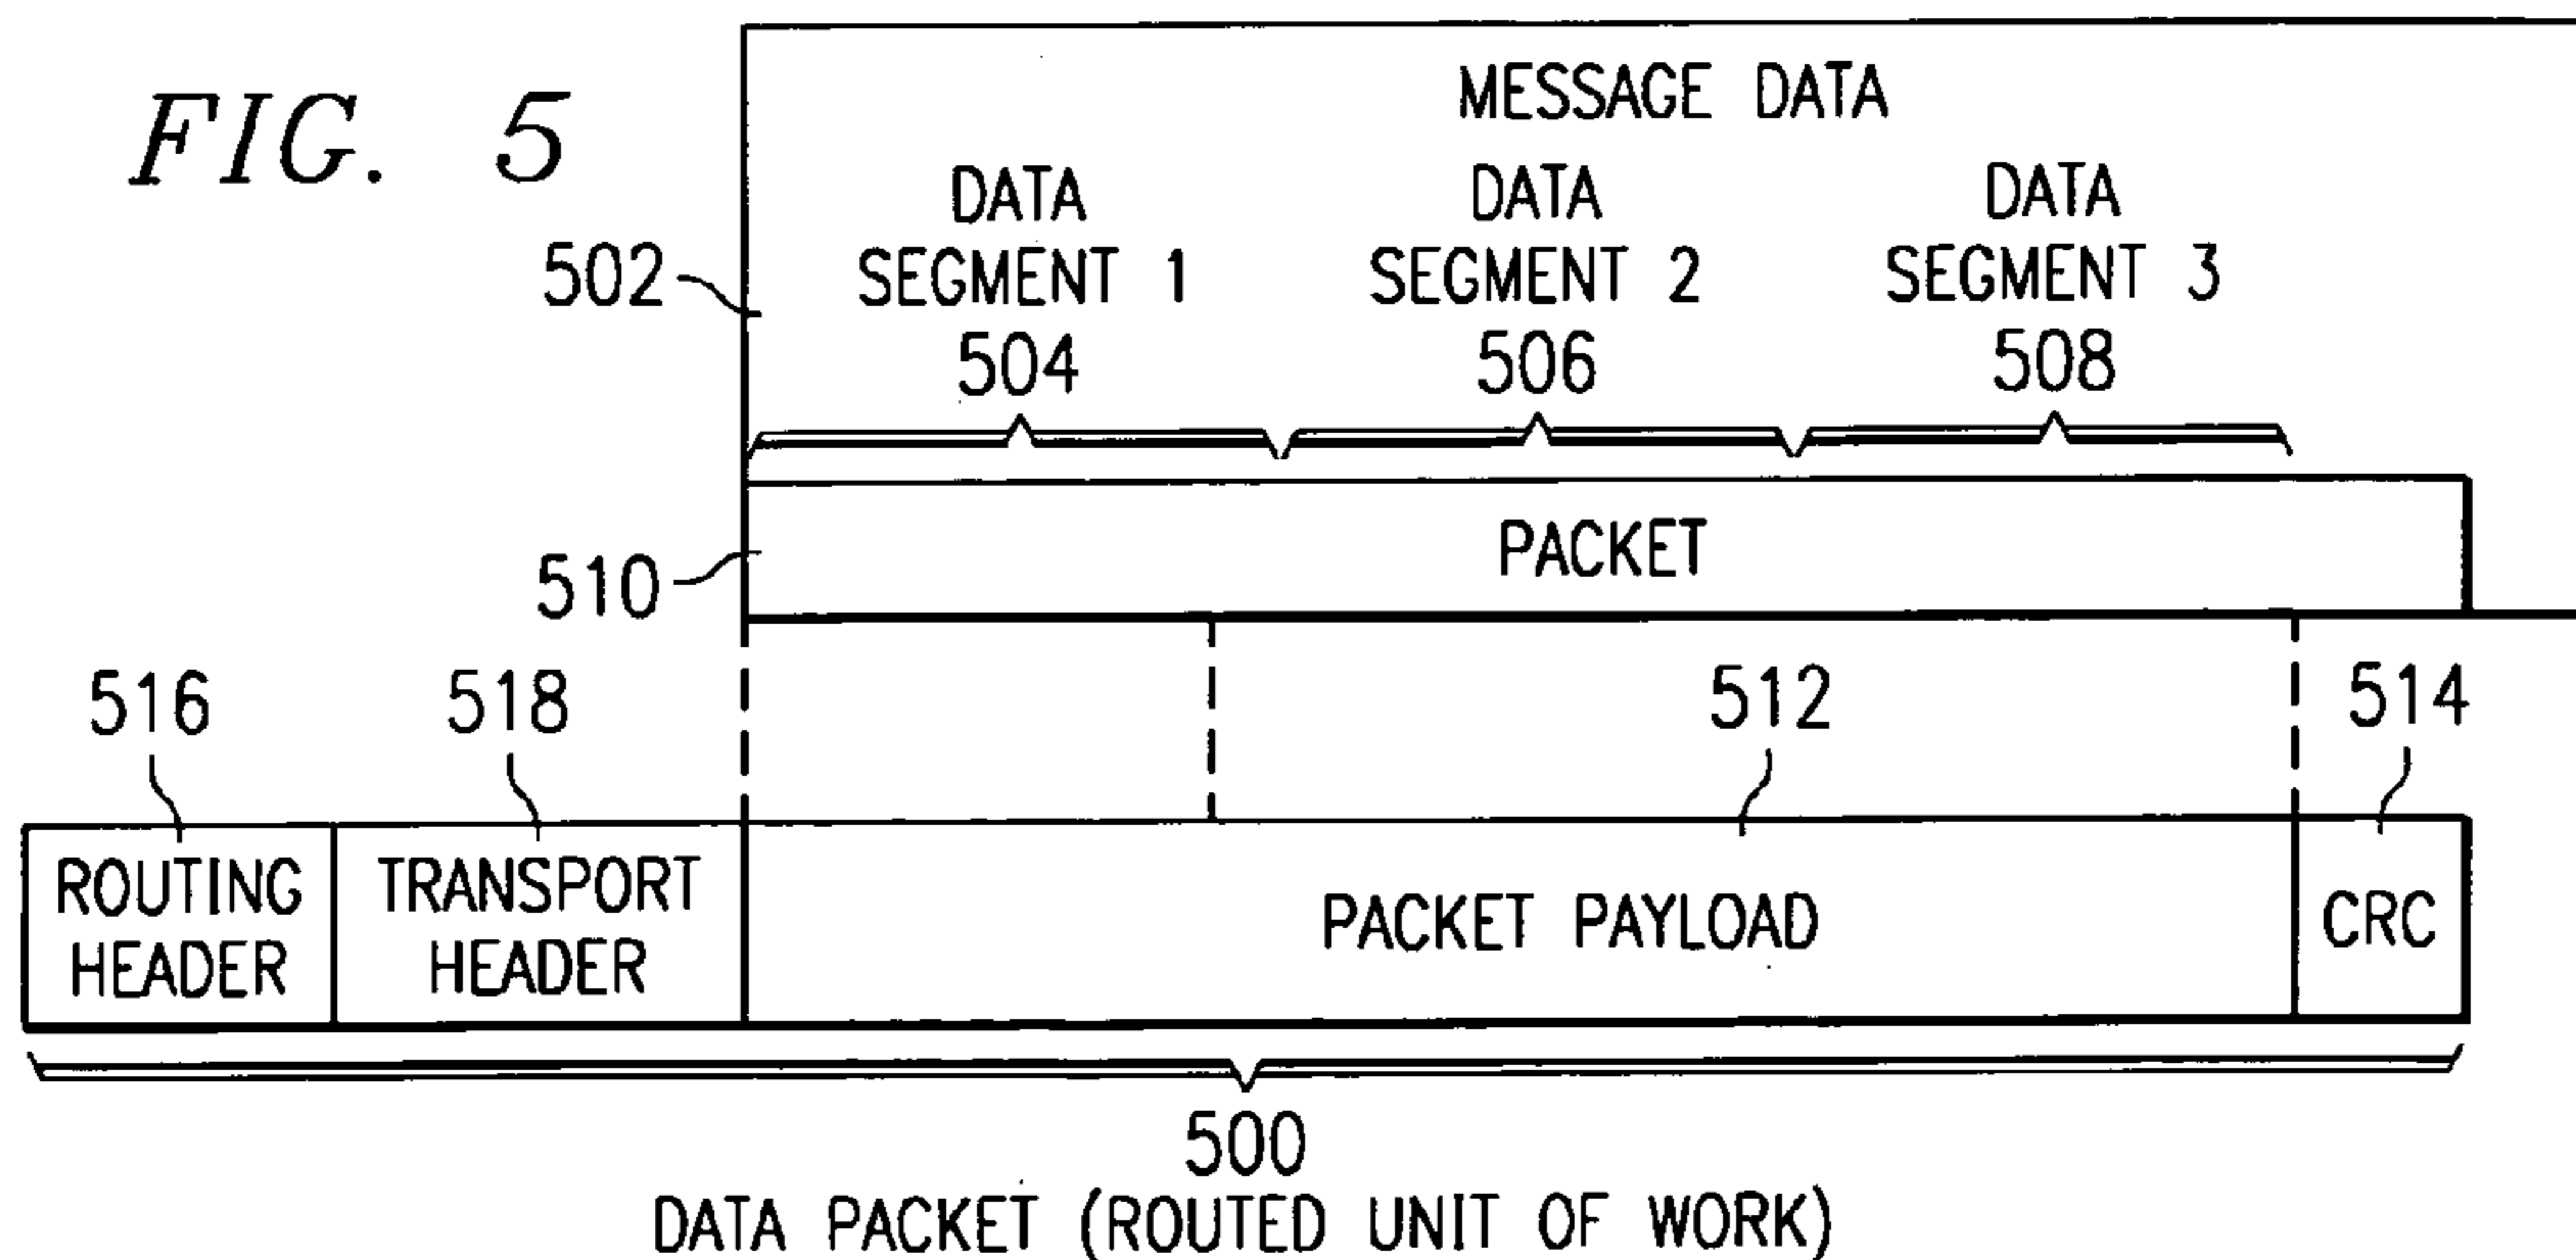 FIG. 5
MESSAGE DATA
DATA
SEGMENT 1
504
DATA
SEGMENT 2
506
DATA
SEGMENT 3
508
502
PACKET
510
516
518
512
514
ROUTING
HEADER
TRANSPORT
HEADER
PACKET PAYLOAD
CRC
500
DATA PACKET (ROUTED UNIT OF WORK)